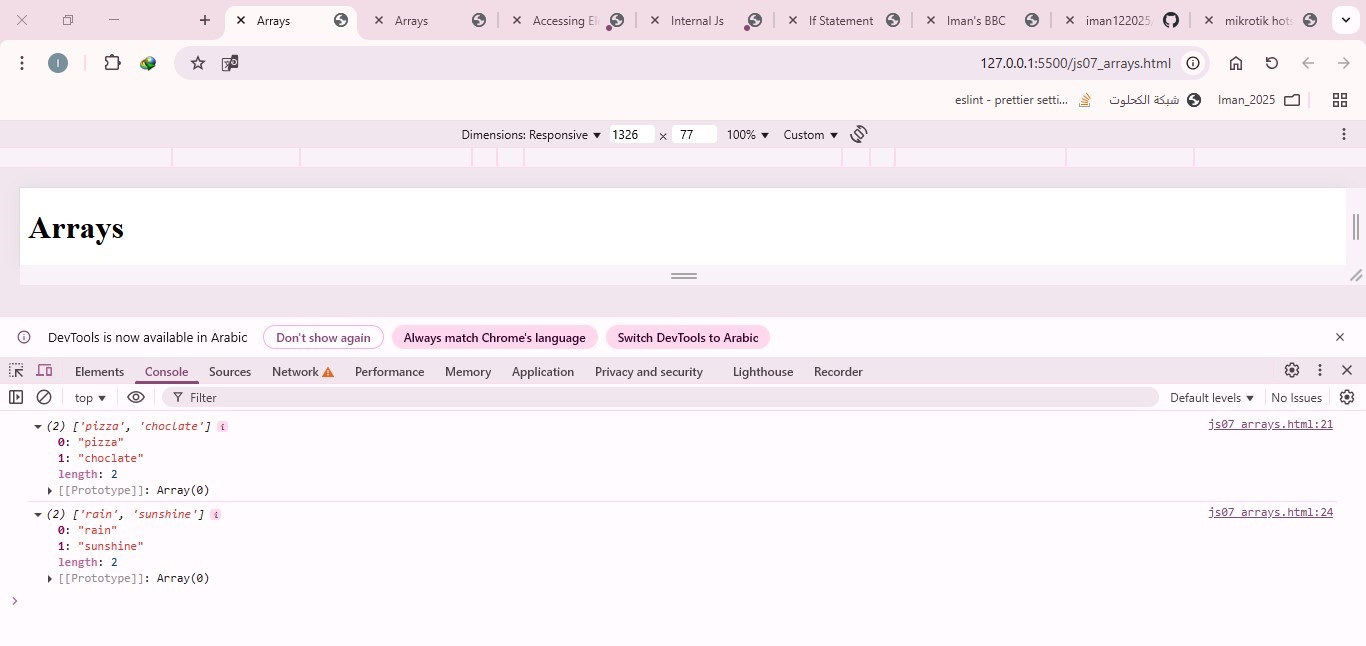 Arrays
Arrays
Accessing El
Internal Js
If Statement
Iman's BBC
iman122025/
mikrotik hots
I
127.0.0.1:5500/js07_arrays.html
eslint - prettier setti...
شبكة الكحلوت
Iman_2025
Dimensions: Responsive
1326 × 77
100%
Custom
Arrays
DevTools is now available in Arabic
Don't show again
Always match Chrome's language
Switch DevTools to Arabic
Elements
Console
Sources
Network
Performance
Memory
Application
Privacy and security
Lighthouse
Recorder
top
Filter
Default levels
No Issues
(2) ['pizza', 'choclate'] i js07_arrays.html:21
0: "pizza"
1: "choclate"
length: 2
[[Prototype]]: Array(0)
(2) ['rain', 'sunshine'] i js07_arrays.html:24
0: "rain"
1: "sunshine"
length: 2
[[Prototype]]: Array(0)